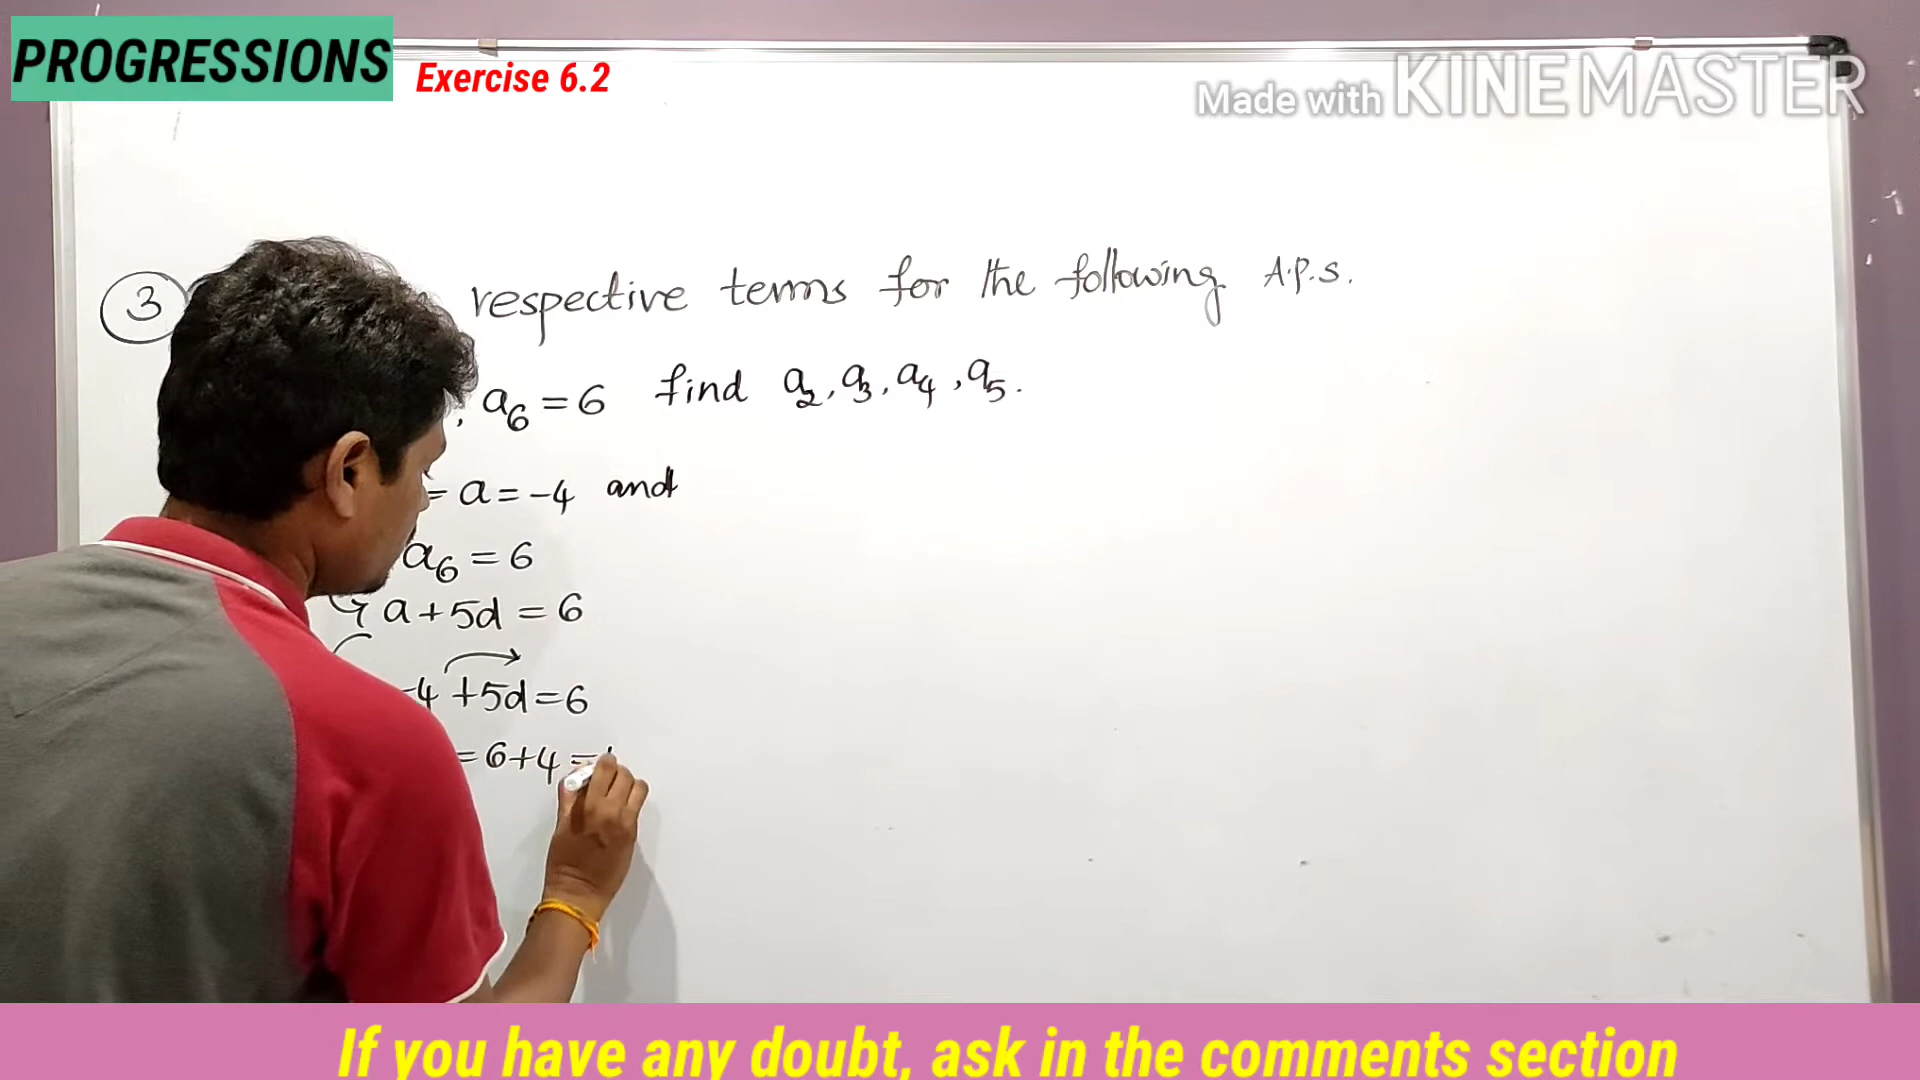 PROGRESSIONS
Exercise 6.2
Made with KINEMASTER
3 respective terms for the following A.P.s.
, a₆ = 6 find a₂, a₃, a₄, a₅.
= a = -4 and
a₆ = 6
a + 5d = 6
-4 + 5d = 6
= 6 + 4 =
If you have any doubt, ask in the comments section